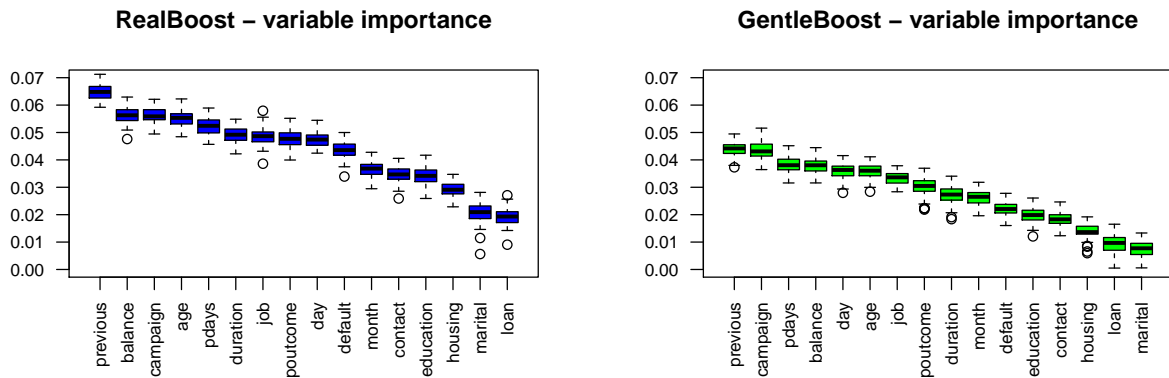 RealBoost – variable importance
0.07
0.06
0.05
0.04
0.03
0.02
0.01
0.00
previous
balance
campaign
age
pdays
duration
job
poutcome
day
default
month
contact
education
housing
marital
loan
GentleBoost – variable importance
0.07
0.06
0.05
0.04
0.03
0.02
0.01
0.00
previous
campaign
pdays
balance
day
age
job
poutcome
duration
month
default
education
contact
housing
loan
marital